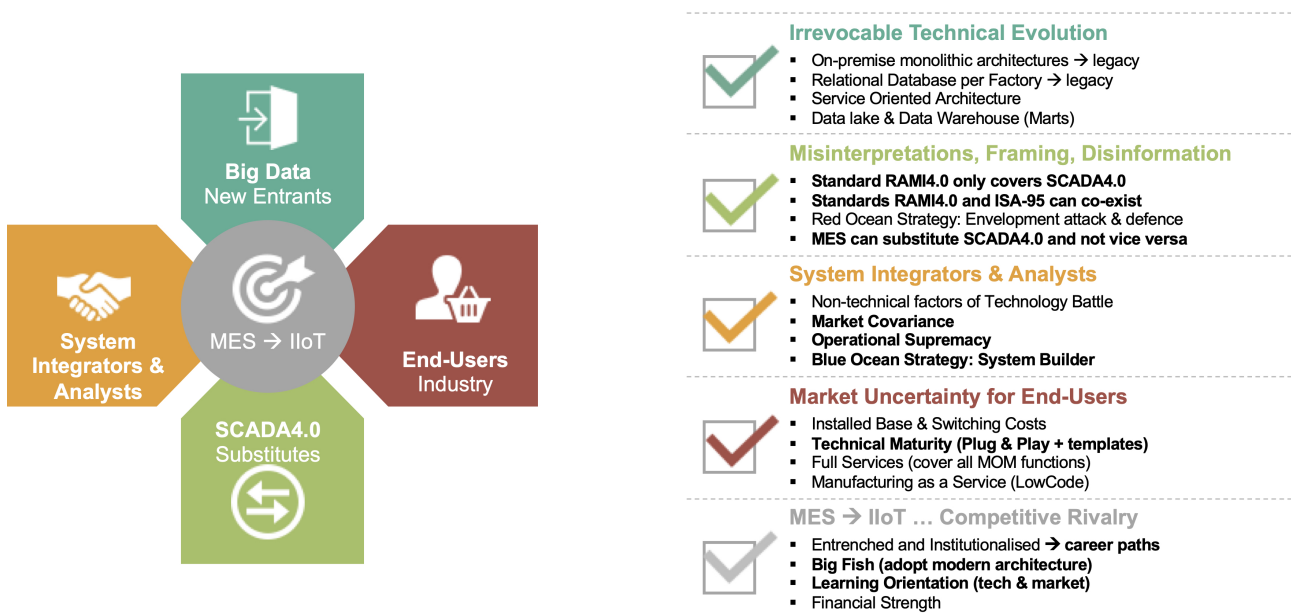 Big Data
New Entrants
System
Integrators &
Analysts
MES → IIoT
End-Users
Industry
SCADA4.0
Substitutes
Irrevocable Technical Evolution
▪ On-premise monolithic architectures → legacy
▪ Relational Database per Factory → legacy
▪ Service Oriented Architecture
▪ Data lake & Data Warehouse (Marts)
Misinterpretations, Framing, Disinformation
▪ Standard RAMI4.0 only covers SCADA4.0
▪ Standards RAMI4.0 and ISA-95 can co-exist
▪ Red Ocean Strategy: Envelopment attack & defence
▪ MES can substitute SCADA4.0 and not vice versa
System Integrators & Analysts
▪ Non-technical factors of Technology Battle
▪ Market Covariance
▪ Operational Supremacy
▪ Blue Ocean Strategy: System Builder
Market Uncertainty for End-Users
▪ Installed Base & Switching Costs
▪ Technical Maturity (Plug & Play + templates)
▪ Full Services (cover all MOM functions)
▪ Manufacturing as a Service (LowCode)
MES → IIoT … Competitive Rivalry
▪ Entrenched and Institutionalised → career paths
▪ Big Fish (adopt modern architecture)
▪ Learning Orientation (tech & market)
▪ Financial Strength